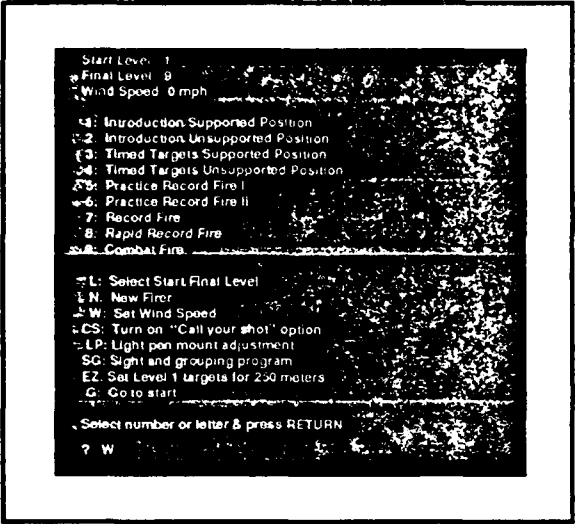 Start Level 1
Final Level 9
Wind Speed 0 mph
1: Introduction Supported Position
2. Introduction Unsupported Position
3: Timed Targets Supported Position
4: Timed Targets Unsupported Position
5: Practice Record Fire I
6: Practice Record Fire II
7: Record Fire
8: Rapid Record Fire
9: Combat Fire
L: Select Start Final Level
N: New Firer
W: Set Wind Speed
CS: Turn on "Call your shot" option
LP: Light pen mount adjustment
SG: Sight and grouping program
EZ: Set Level 1 targets for 250 meters
G: Go to start
Select number or letter & press RETURN
? W